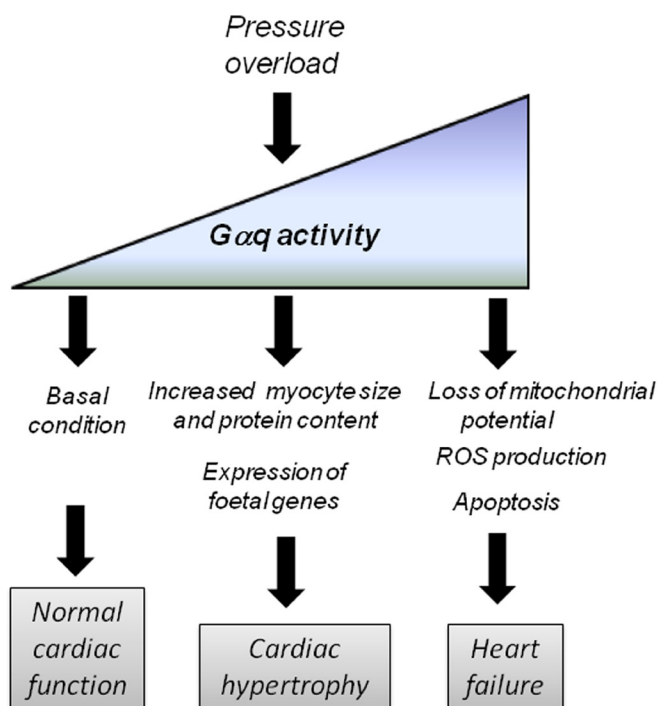 Pressure
overload
Gαq activity
Basal
condition
Increased myocyte size
and protein content
Expression of
foetal genes
Loss of mitochondrial
potential
ROS production
Apoptosis
Normal
cardiac
function
Cardiac
hypertrophy
Heart
failure